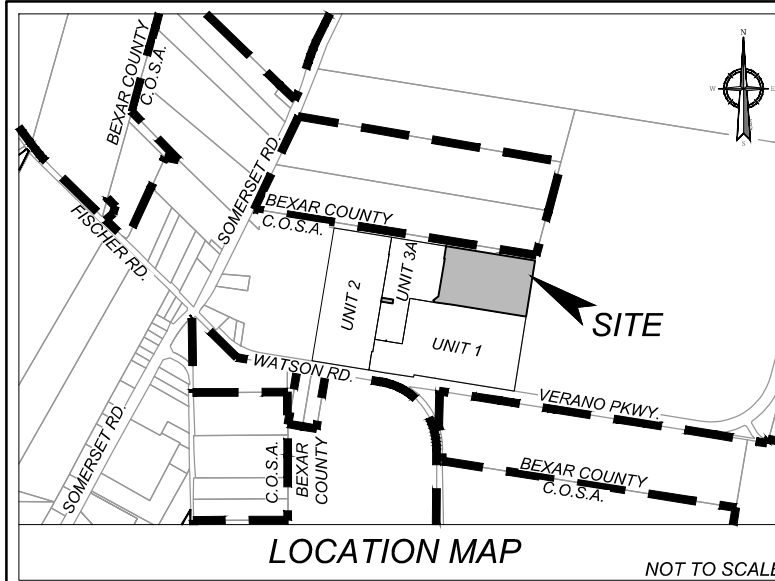 N
W
E
S
BEXAR COUNTY
C.O.S.A.
SOMERSET RD.
FISCHER RD.
BEXAR COUNTY
C.O.S.A.
UNIT 2
UNIT 3A
UNIT 1
SITE
WATSON RD.
VERANO PKWY.
SOMERSET RD.
C.O.S.A.
BEXAR
COUNTY
BEXAR COUNTY
C.O.S.A.
LOCATION MAP
NOT TO SCALE